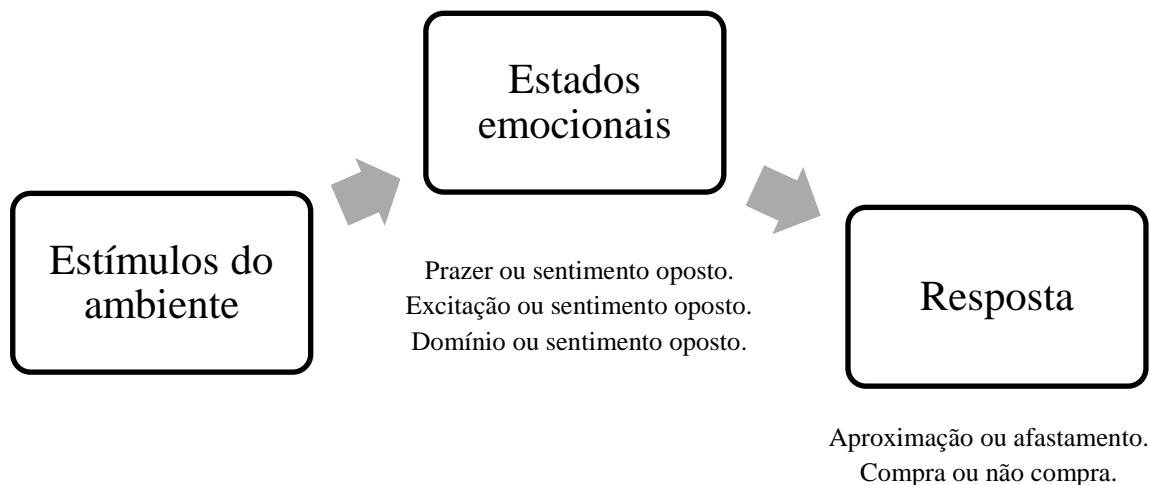 Estados
emocionais
Estímulos do
ambiente
Prazer ou sentimento oposto.
Excitação ou sentimento oposto.
Domínio ou sentimento oposto.
Resposta
Aproximação ou afastamento.
Compra ou não compra.